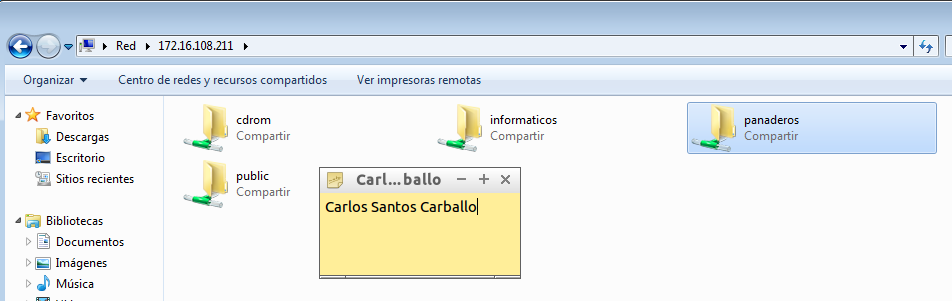 Red 172.16.108.211
Organizar Centro de redes y recursos compartidos Ver impresoras remotas
Favoritos
Descargas
Escritorio
Sitios recientes
Bibliotecas
Documentos
Imágenes
Música
cdrom
Compartir
informaticos
Compartir
panaderos
Compartir
public
Compartir
Carl...ballo
Carlos Santos Carballo